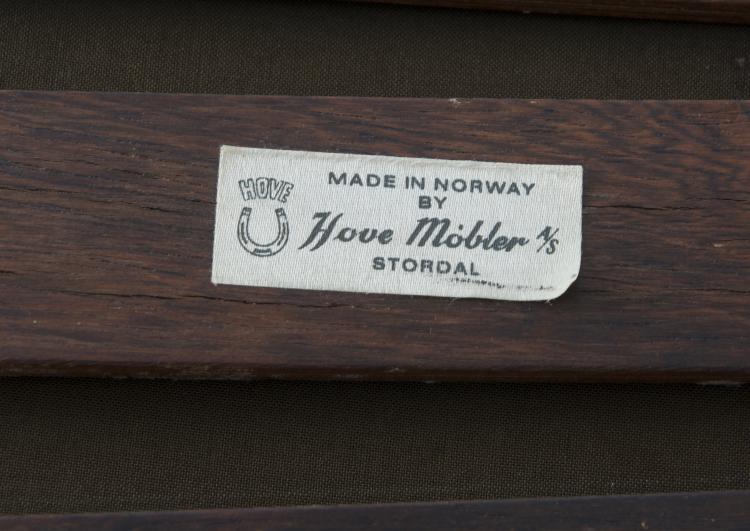 HOVE
MADE IN NORWAY
BY
Hove Möbler A/S
STORDAL